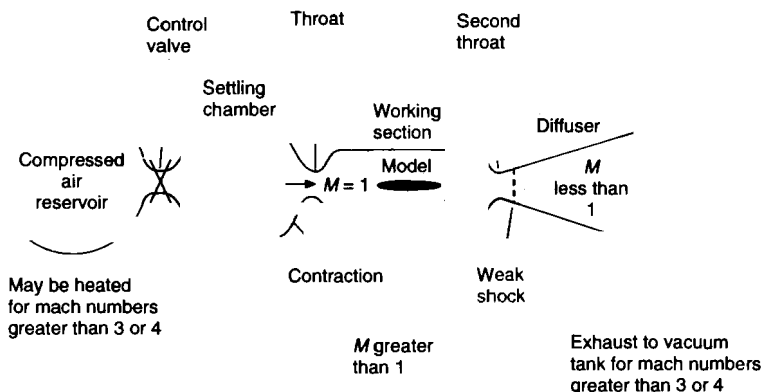 Control
valve
Throat
Second
throat
Settling
chamber
Working
section
Diffuser
Compressed
air
reservoir
M = 1
Model
M
less than
1
Contraction
Weak
shock
May be heated
for mach numbers
greater than 3 or 4
M greater
than 1
Exhaust to vacuum
tank for mach numbers
greater than 3 or 4